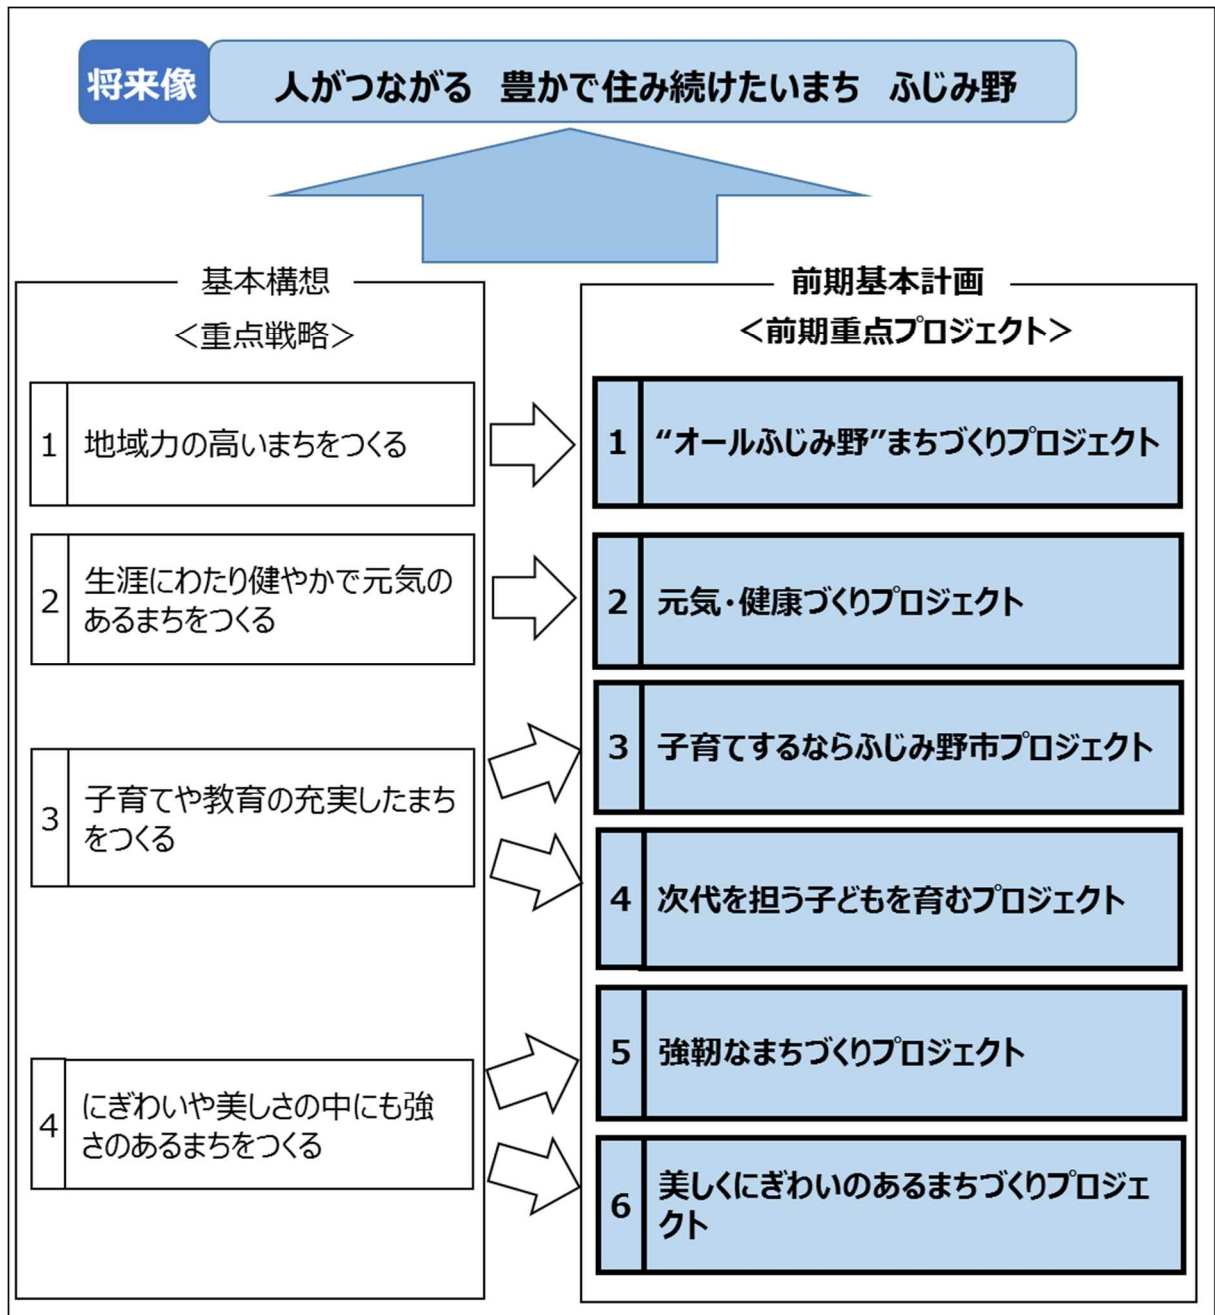 将来像
人がつながる 豊かで住み続けたいまち ふじみ野
基本構想
＜重点戦略＞
1
地域力の高いまちをつくる
2
生涯にわたり健やかで元気の
あるまちをつくる
3
子育てや教育の充実したまち
をつくる
4
にぎわいや美しさの中にも強
さのあるまちをつくる
前期基本計画
＜前期重点プロジェクト＞
1
“オールふじみ野”まちづくりプロジェクト
2
元気・健康づくりプロジェクト
3
子育てするならふじみ野市プロジェクト
4
次代を担う子どもを育むプロジェクト
5
強靭なまちづくりプロジェクト
6
美しくにぎわいのあるまちづくりプロジェ
クト